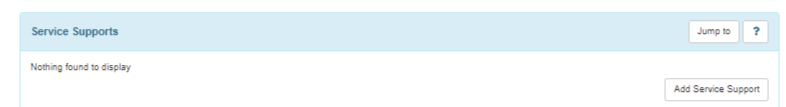 Service Supports
Jump to
?
Nothing found to display
Add Service Support